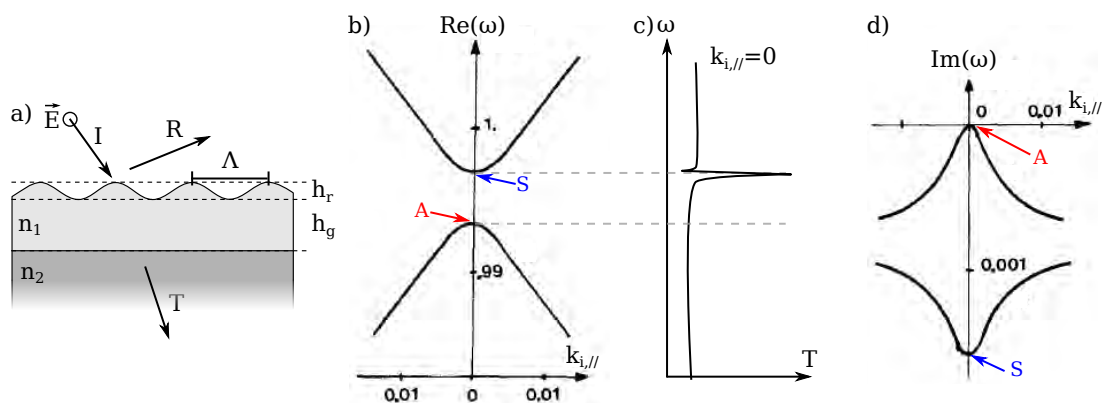 a)
E⃗
I
R
Λ
h_r
n_1
h_g
n_2
T
b)
Re(ω)
1.
S
A
.99
k_i,//
0.01
0
0.01
c)
ω
k_i,//=0
T
d)
Im(ω)
0
0.01
k_i,//
A
0.001
S